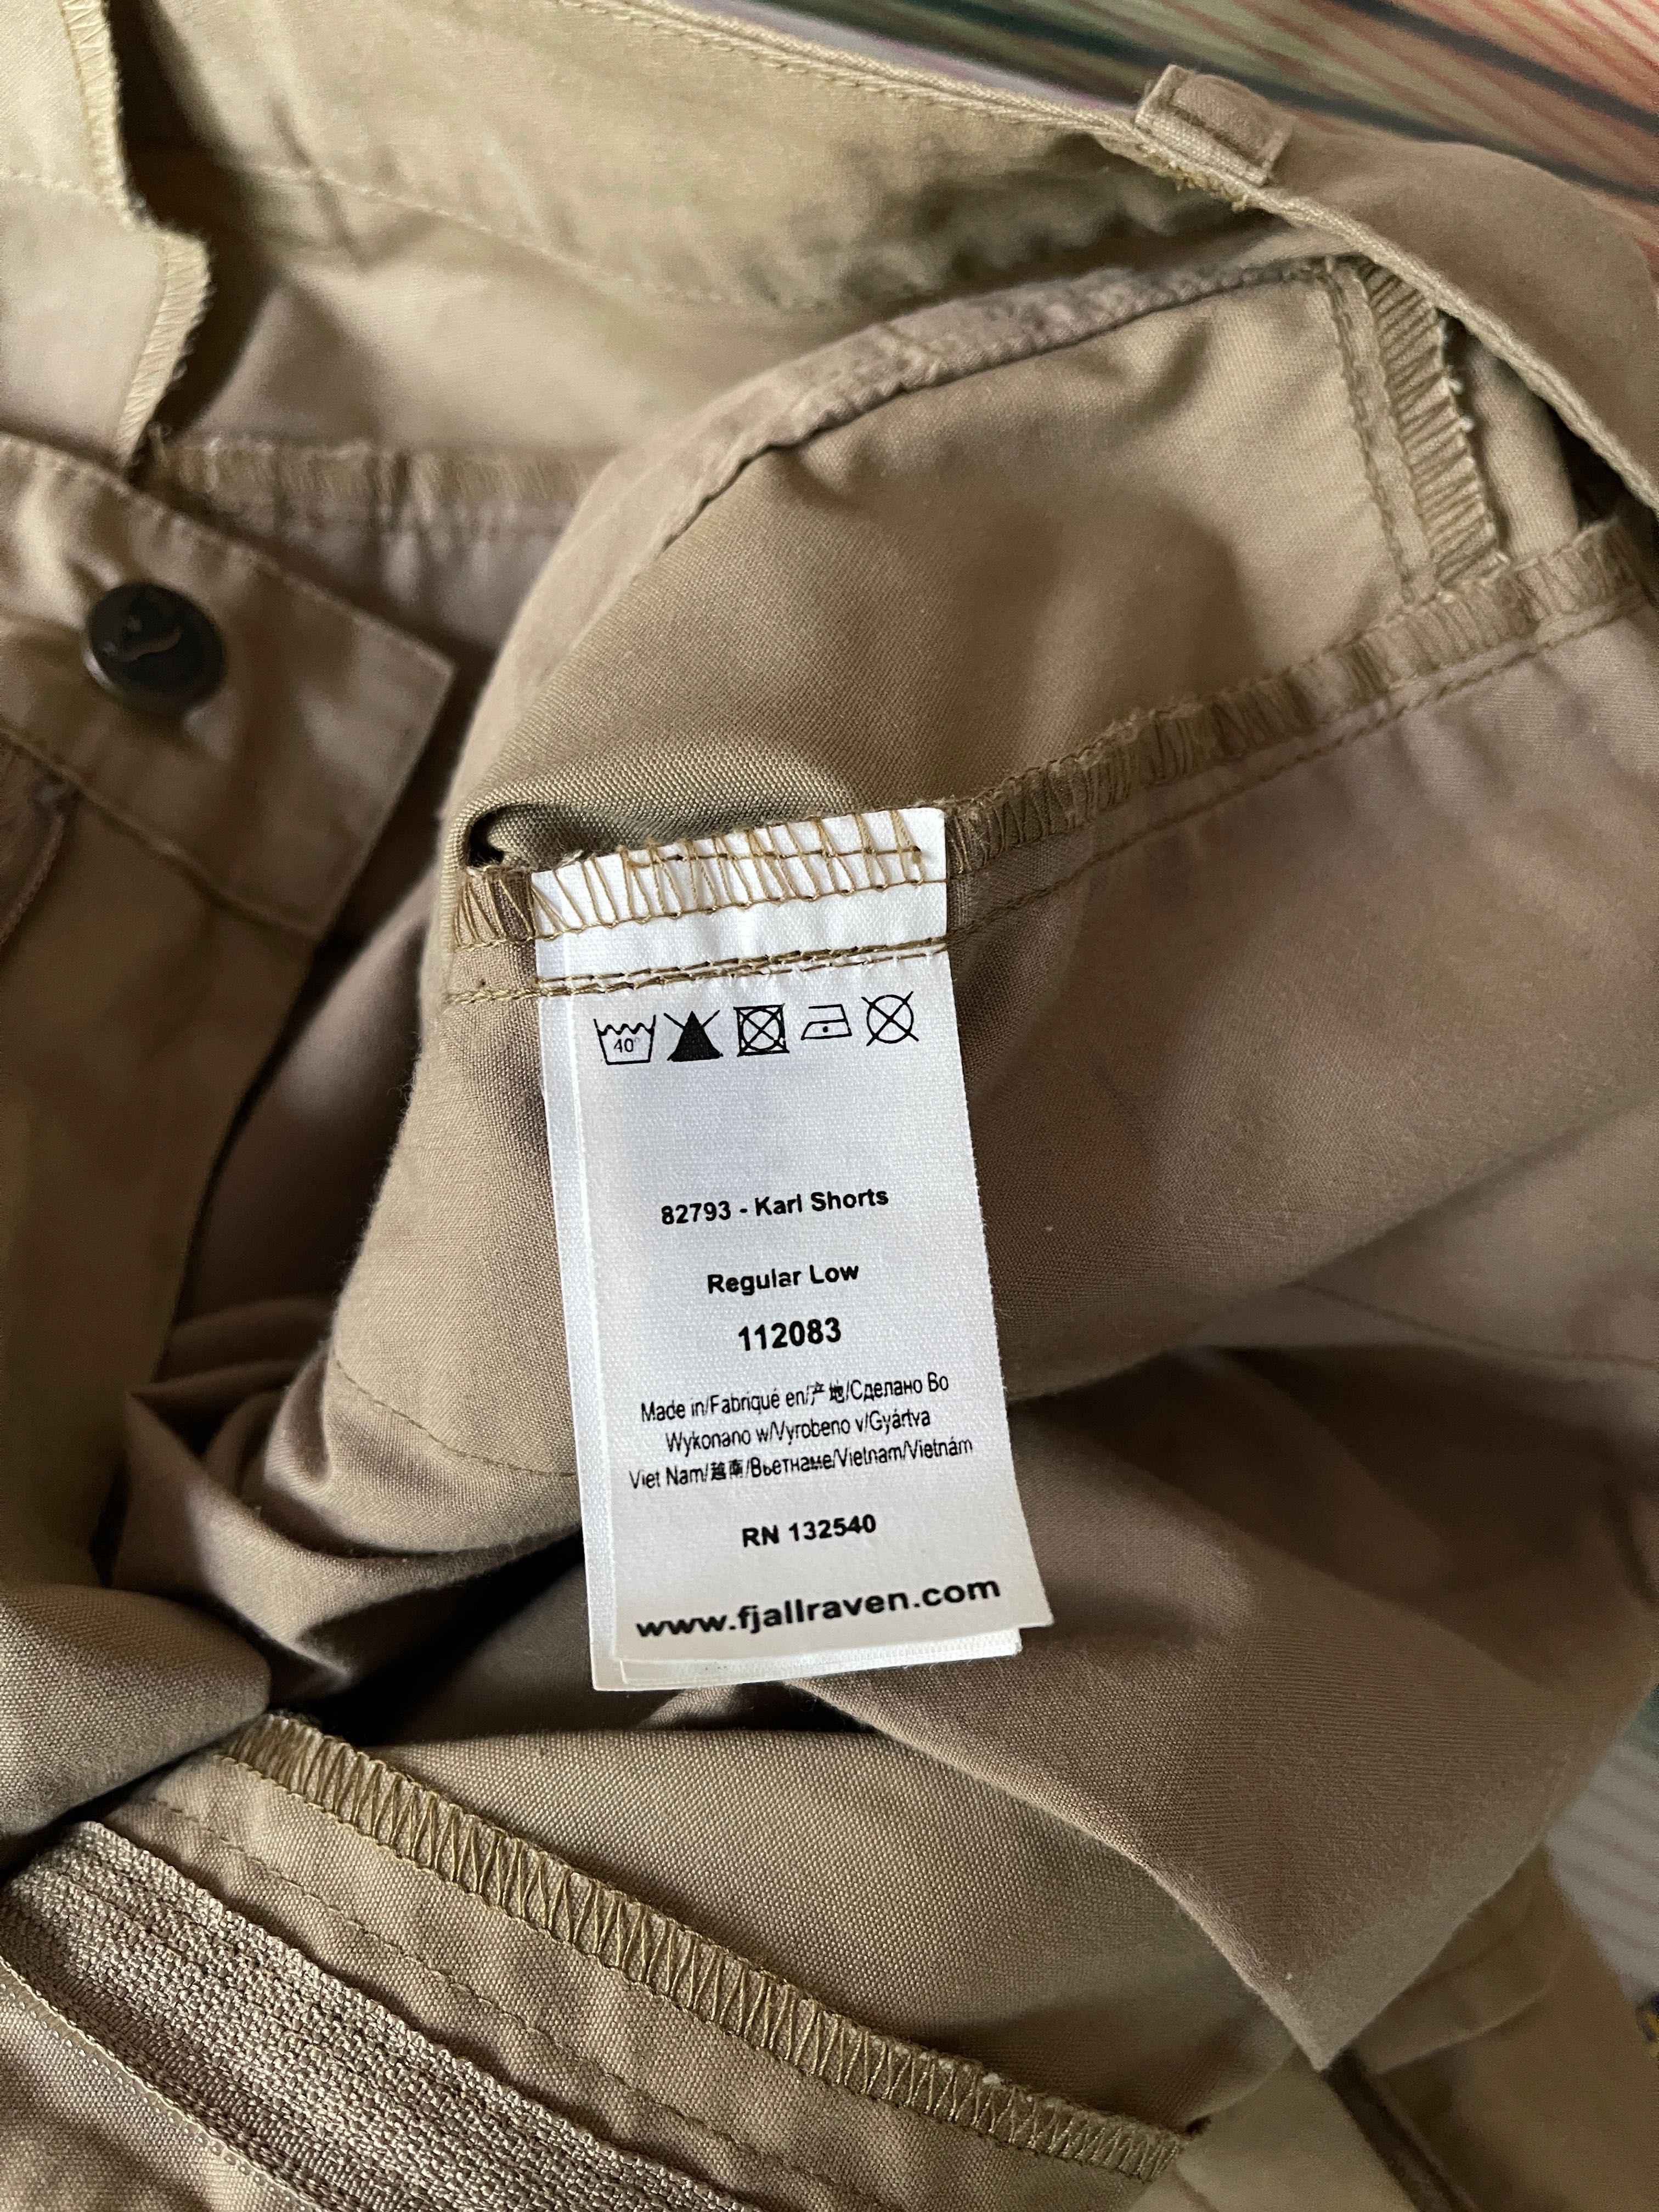 40°
82793 - Karl Shorts
Regular Low
112083
Made in/Fabriqué en/产地/Сделано Во
Wykonano w/Vyrobeno v/Gyártva
Viet Nam/越南/Вьетнаме/Vietnam/Vietnám
RN 132540
www.fjallraven.com